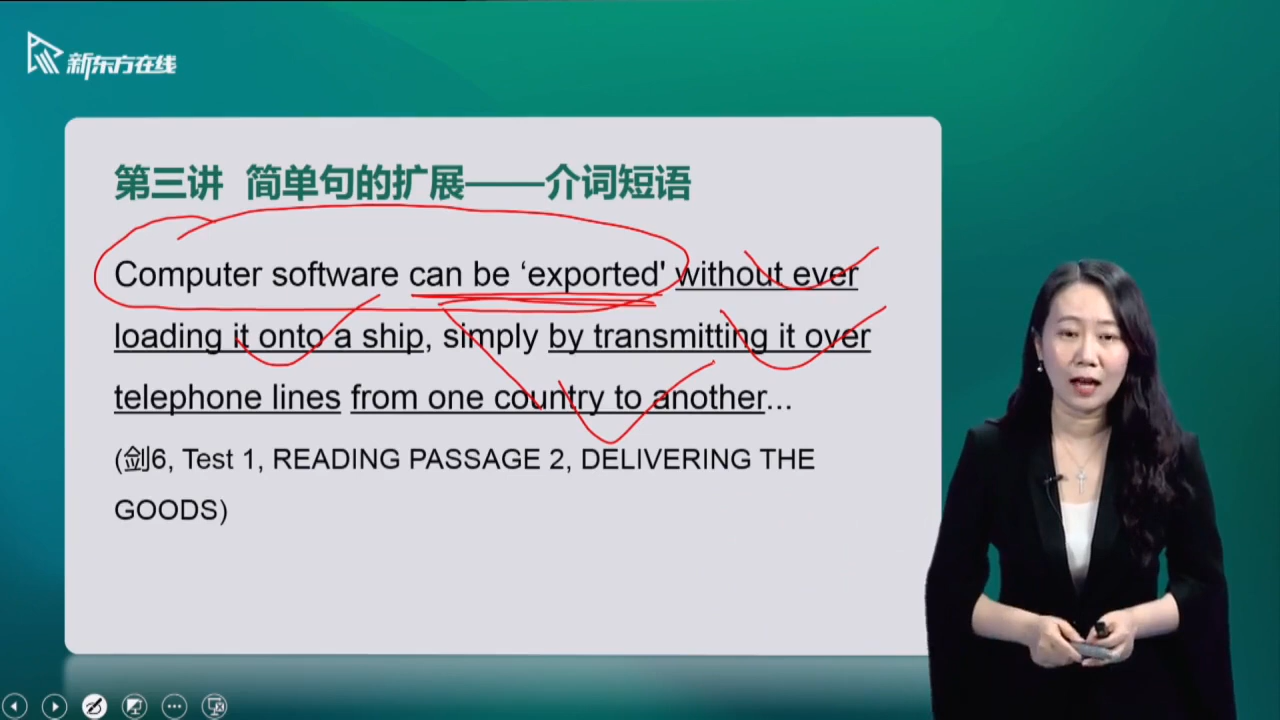 新东方在线
第三讲 简单句的扩展——介词短语
Computer software can be ‘exported' without ever
loading it onto a ship, simply by transmitting it over
telephone lines from one country to another...
(剑6, Test 1, READING PASSAGE 2, DELIVERING THE
GOODS)